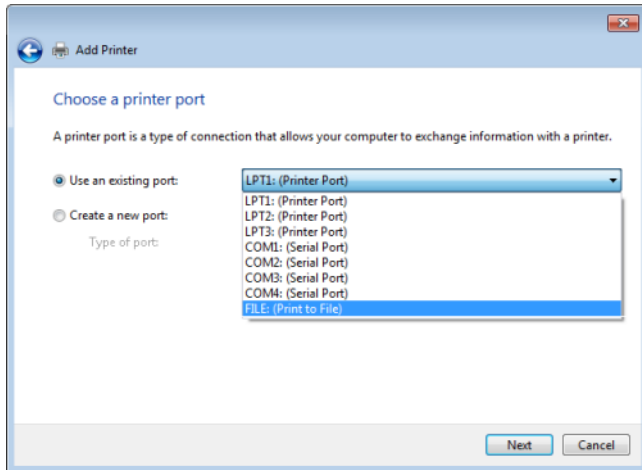 Add Printer
Choose a printer port
A printer port is a type of connection that allows your computer to exchange information with a printer.
Use an existing port:
LPT1: (Printer Port)
LPT1: (Printer Port)
LPT2: (Printer Port)
Create a new port:
LPT3: (Printer Port)
Type of port:
COM1: (Serial Port)
COM2: (Serial Port)
COM3: (Serial Port)
COM4: (Serial Port)
FILE: (Print to File)
Next
Cancel